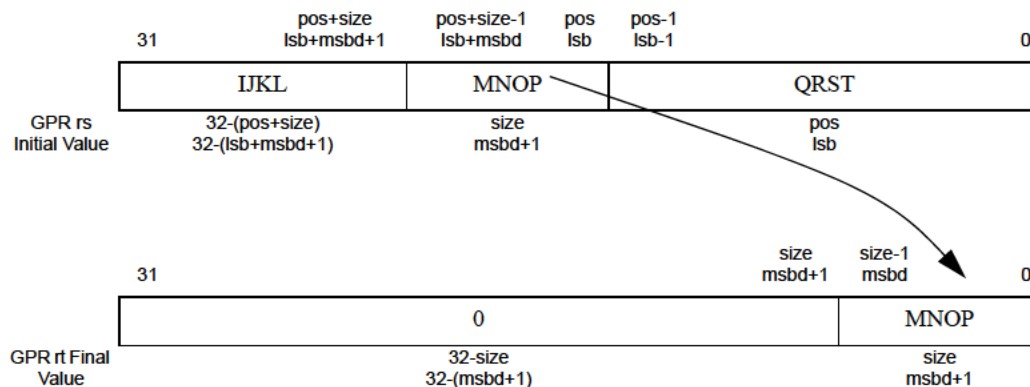 31 pos+size pos+size-1 pos pos-1 0
lsb+msbd+1 lsb+msbd lsb lsb-1
IJKL MNOP QRST
GPR rs 32-(pos+size) size pos
Initial Value 32-(lsb+msbd+1) msbd+1 lsb
31 size size-1 0
msbd+1 msbd
0 MNOP
GPR rt Final 32-size size
Value 32-(msbd+1) msbd+1